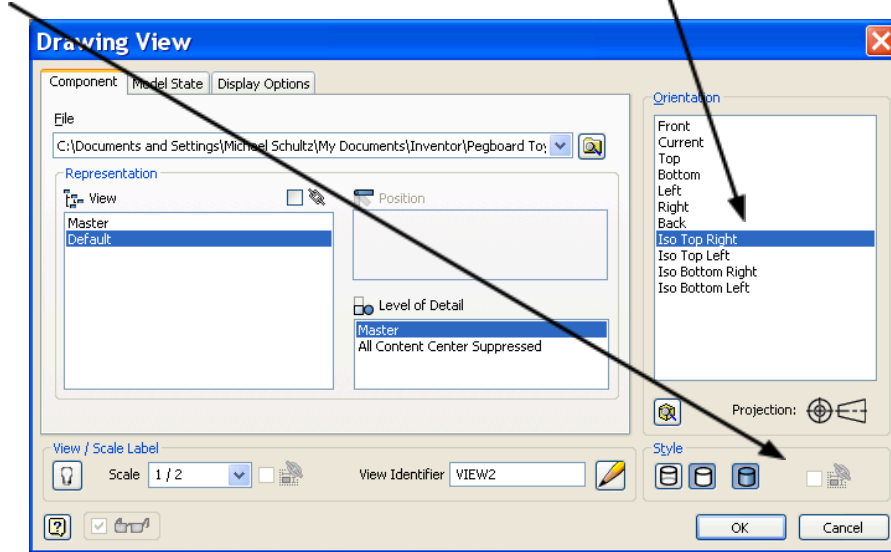 Drawing View
Component Model State Display Options
File
C:\Documents and Settings\Michael Schultz\My Documents\Inventor\Pegboard To
Representation
View
Position
Master
Default
Level of Detail
Master
All Content Center Suppressed
Orientation
Front
Current
Top
Bottom
Left
Right
Back
Iso Top Right
Iso Top Left
Iso Bottom Right
Iso Bottom Left
Projection:
View / Scale Label
Scale 1 / 2
View Identifier VIEW2
Style
OK Cancel